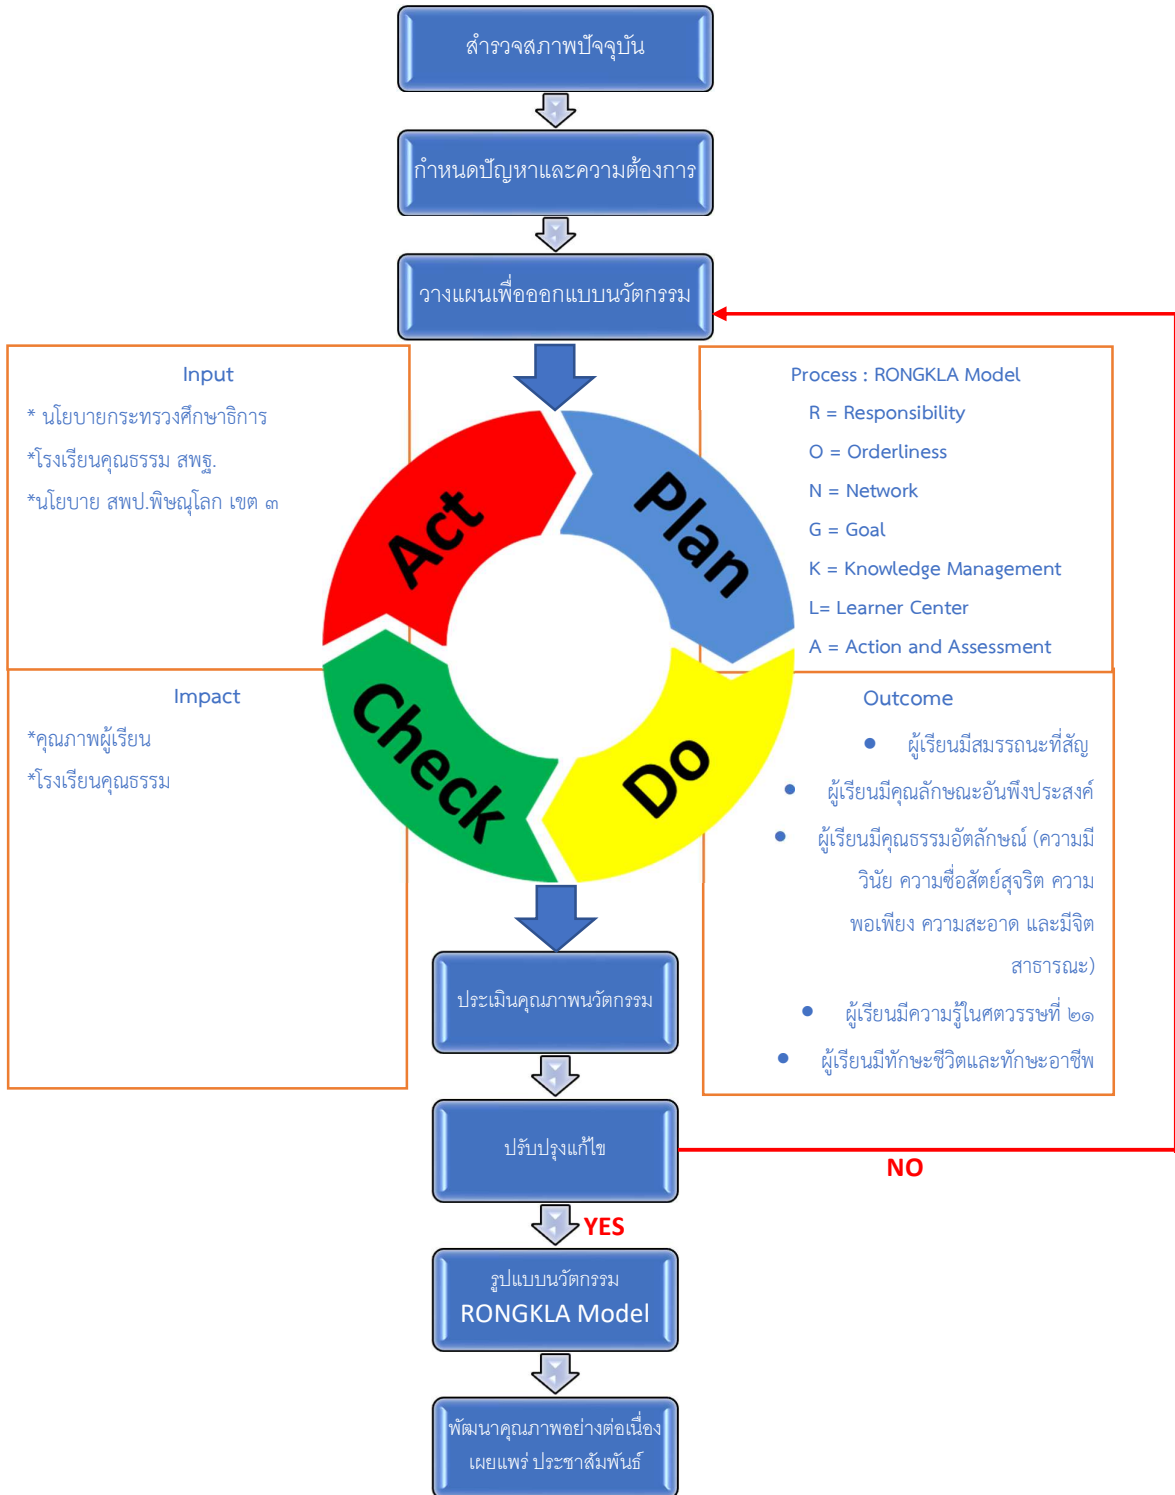 สำรวจสภาพปัจจุบัน
กำหนดปัญหาและความต้องการ
วางแผนเพื่อออกแบบนวัตกรรม
Input
* นโยบายกระทรวงศึกษาธิการ
*โรงเรียนคุณธรรม สพฐ.
*นโยบาย สพป.พิษณุโลก เขต ๓
Process : RONGKLA Model
R = Responsibility
O = Orderliness
N = Network
G = Goal
K = Knowledge Management
L= Learner Center
A = Action and Assessment
Act
Plan
Check
Do
Impact
*คุณภาพผู้เรียน
*โรงเรียนคุณธรรม
Outcome
● ผู้เรียนมีสมรรถนะที่สัญ
● ผู้เรียนมีคุณลักษณะอันพึงประสงค์
● ผู้เรียนมีคุณธรรมอัตลักษณ์ (ความมี
วินัย ความซื่อสัตย์สุจริต ความ
พอเพียง ความสะอาด และมีจิต
สาธารณะ)
● ผู้เรียนมีความรู้ในศตวรรษที่ ๒๑
● ผู้เรียนมีทักษะชีวิตและทักษะอาชีพ
ประเมินคุณภาพนวัตกรรม
ปรับปรุงแก้ไข
NO
YES
รูปแบบนวัตกรรม
RONGKLA Model
พัฒนาคุณภาพอย่างต่อเนื่อง
เผยแพร่ ประชาสัมพันธ์